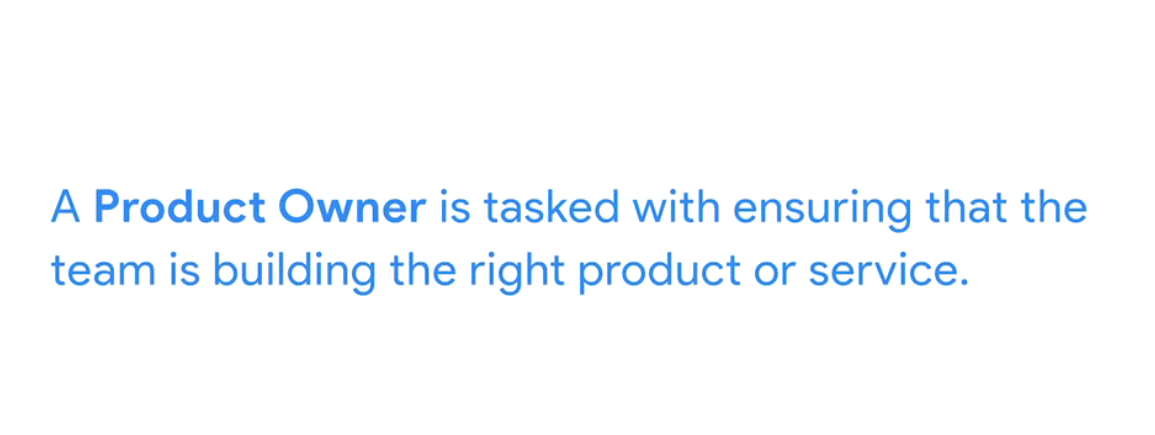 A Product Owner is tasked with ensuring that the
team is building the right product or service.